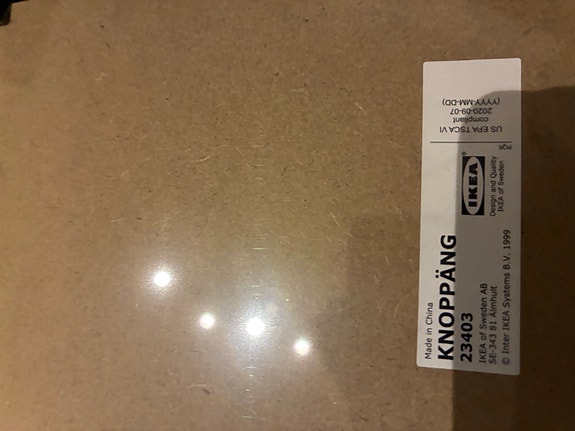 Made in China
KNOPPÄNG
23403
IKEA of Sweden AB
SE-343 81 Älmhult
© Inter IKEA Systems B.V. 1999
IKEA
®
Design and Quality
IKEA of Sweden
US EPA TSCA VI
compliant
2020-09-07
(YYYY-MM-DD)